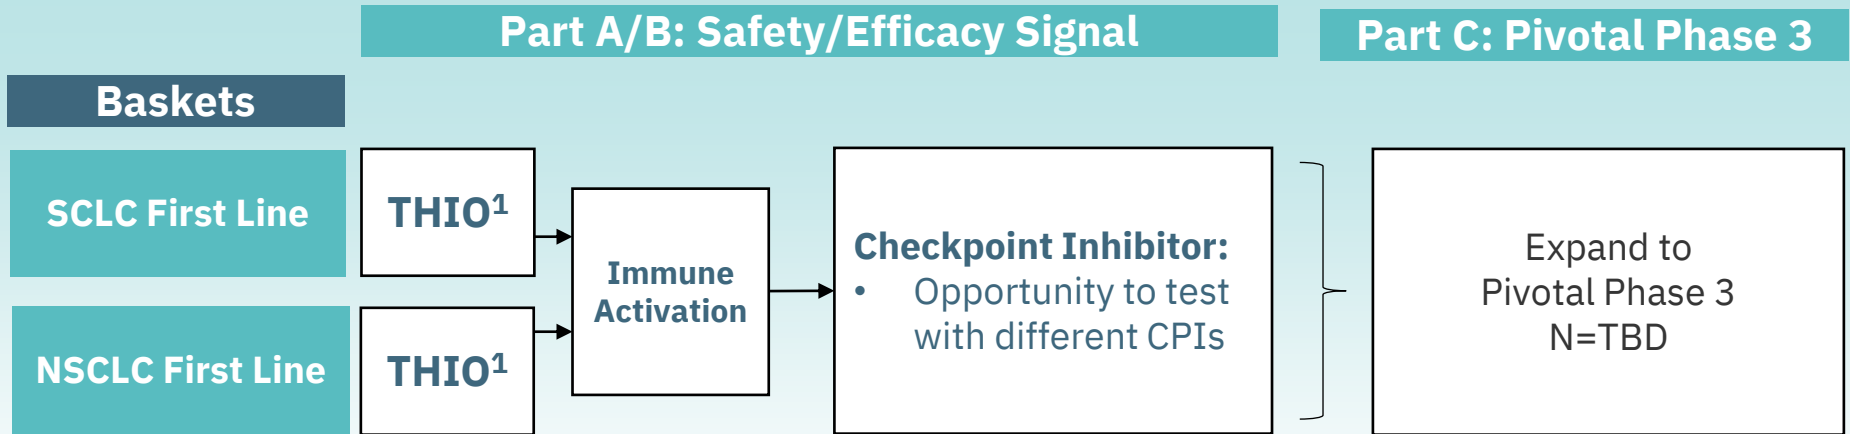 Part A/B: Safety/Efficacy Signal
Part C: Pivotal Phase 3
Baskets
SCLC First Line
THIO¹
NSCLC First Line
THIO¹
Immune
Activation
Checkpoint Inhibitor:
• Opportunity to test
with different CPIs
Expand to
Pivotal Phase 3
N=TBD